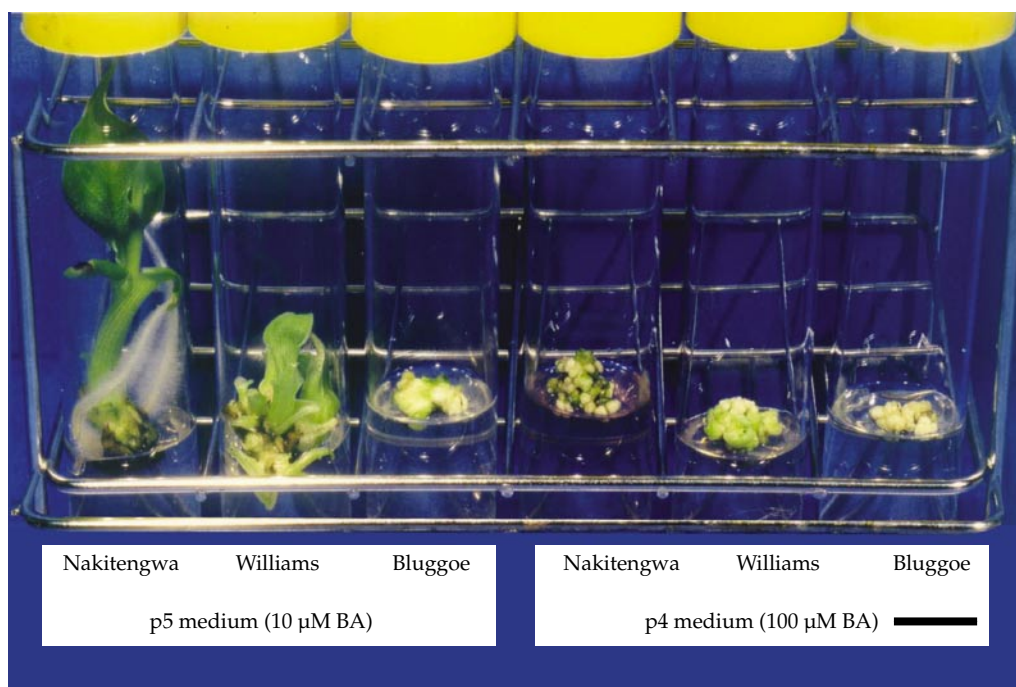 Nakitengwa Williams Bluggoe
p5 medium (10 µM BA)
Nakitengwa Williams Bluggoe
p4 medium (100 µM BA)